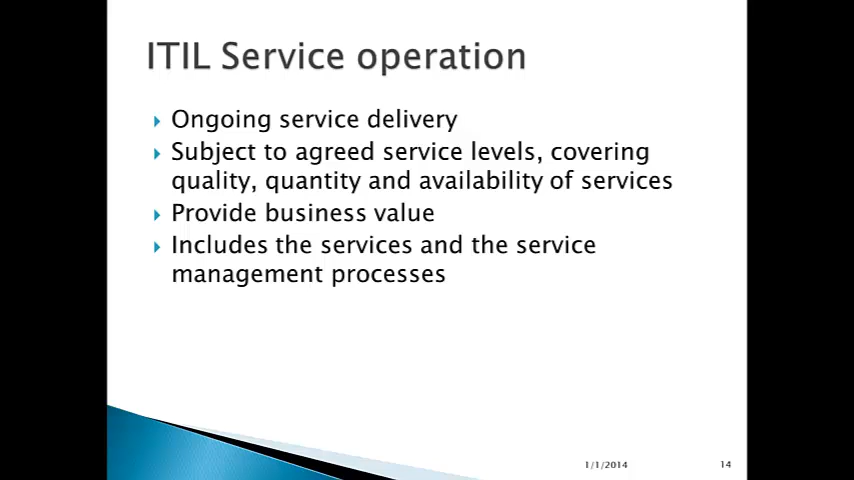 ITIL Service operation
Ongoing service delivery
Subject to agreed service levels, covering
quality, quantity and availability of services
Provide business value
Includes the services and the service
management processes
1/1/2014
14